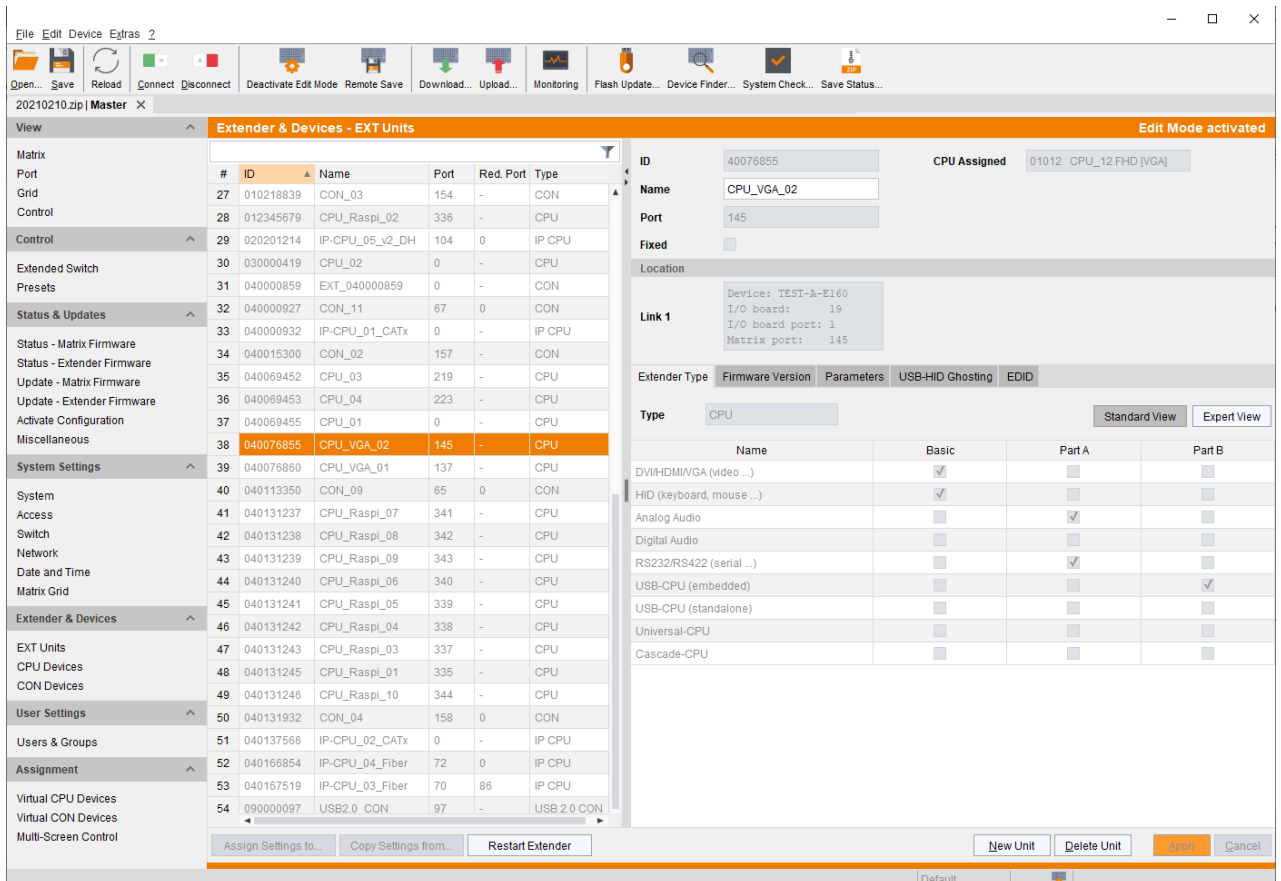 File Edit Device Extras ?
Open... Save Reload Connect Disconnect Deactivate Edit Mode Remote Save Download... Upload... Monitoring Flash Update... Device Finder... System Check... Save Status...
20210210.zip | Master ×
View
Matrix
Port
Grid
Control
Control
Extended Switch
Presets
Status & Updates
Status - Matrix Firmware
Status - Extender Firmware
Update - Matrix Firmware
Update - Extender Firmware
Activate Configuration
Miscellaneous
System Settings
System
Access
Switch
Network
Date and Time
Matrix Grid
Extender & Devices
EXT Units
CPU Devices
CON Devices
User Settings
Users & Groups
Assignment
Virtual CPU Devices
Virtual CON Devices
Multi-Screen Control
Extender & Devices - EXT Units Edit Mode activated
# ID Name Port Red. Port Type
27 010218839 CON_03 154 - CON
28 012345679 CPU_Raspi_02 336 - CPU
29 020201214 IP-CPU_05_v2_DH 104 0 IP CPU
30 030000419 CPU_02 0 - CPU
31 040000859 EXT_040000859 0 - CON
32 040000927 CON_11 67 0 CON
33 040000932 IP-CPU_01_CATx 0 - IP CPU
34 040015300 CON_02 157 - CON
35 040069452 CPU_03 219 - CPU
36 040069453 CPU_04 223 - CPU
37 040069455 CPU_01 0 - CPU
38 040076855 CPU_VGA_02 145 - CPU
39 040076860 CPU_VGA_01 137 - CPU
40 040113350 CON_09 65 0 CON
41 040131237 CPU_Raspi_07 341 - CPU
42 040131238 CPU_Raspi_08 342 - CPU
43 040131239 CPU_Raspi_09 343 - CPU
44 040131240 CPU_Raspi_06 340 - CPU
45 040131241 CPU_Raspi_05 339 - CPU
46 040131242 CPU_Raspi_04 338 - CPU
47 040131243 CPU_Raspi_03 337 - CPU
48 040131245 CPU_Raspi_01 335 - CPU
49 040131246 CPU_Raspi_10 344 - CPU
50 040131932 CON_04 158 0 CON
51 040137566 IP-CPU_02_CATx 0 - IP CPU
52 040166854 IP-CPU_04_Fiber 72 0 IP CPU
53 040167519 IP-CPU_03_Fiber 70 86 IP CPU
54 090000097 USB2.0_CON 97 - USB 2.0 CON
ID 40076855 CPU Assigned 01012 CPU_12 FHD [VGA]
Name CPU_VGA_02
Port 145
Fixed
Location
Link 1
Device: TEST-A-E160
I/O board: 19
I/O board port: 1
Matrix port: 145
Extender Type Firmware Version Parameters USB-HID Ghosting EDID
Type CPU Standard View Expert View
Name Basic Part A Part B
DVI/HDMI/VGA (video ...)
HID (keyboard, mouse ...)
Analog Audio
Digital Audio
RS232/RS422 (serial ...)
USB-CPU (embedded)
USB-CPU (standalone)
Universal-CPU
Cascade-CPU
Assign Settings to... Copy Settings from... Restart Extender New Unit Delete Unit Apply Cancel
Default